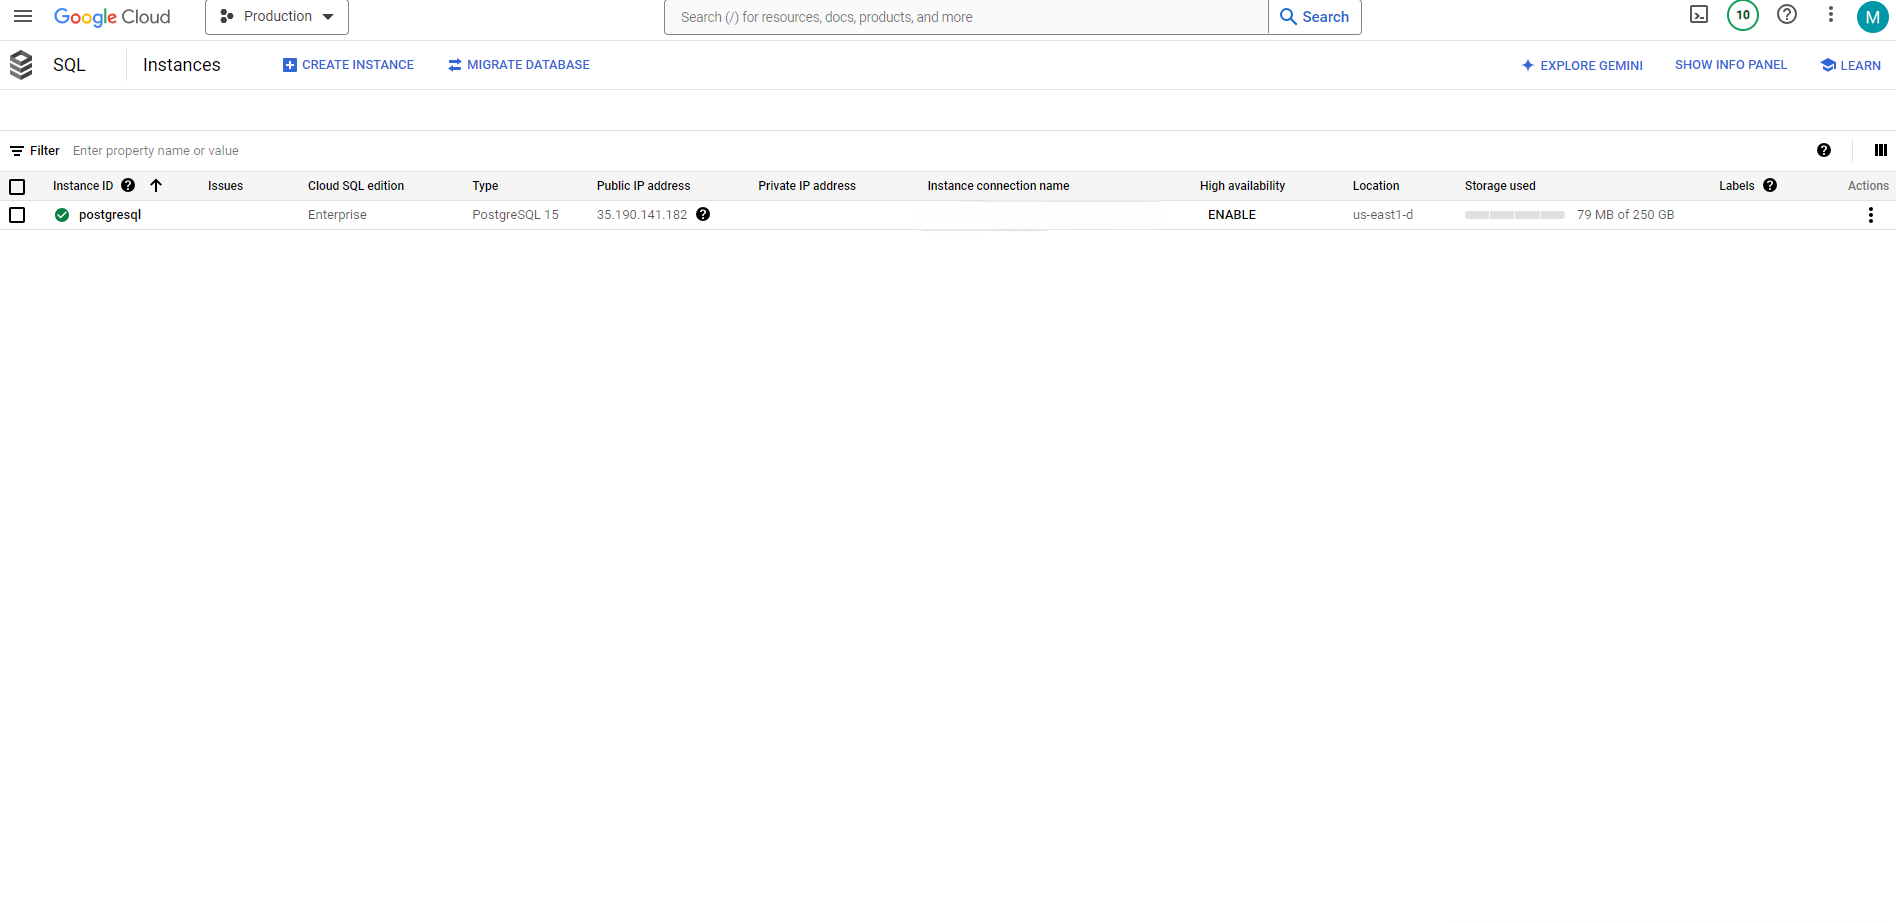 Google Cloud Production Search (/) for resources, docs, products, and more Search 10 M
SQL Instances CREATE INSTANCE MIGRATE DATABASE EXPLORE GEMINI SHOW INFO PANEL LEARN
Filter Enter property name or value
Instance ID Issues Cloud SQL edition Type Public IP address Private IP address Instance connection name High availability Location Storage used Labels Actions
postgresql Enterprise PostgreSQL 15 35.190.141.182 ENABLE us-east1-d 79 MB of 250 GB